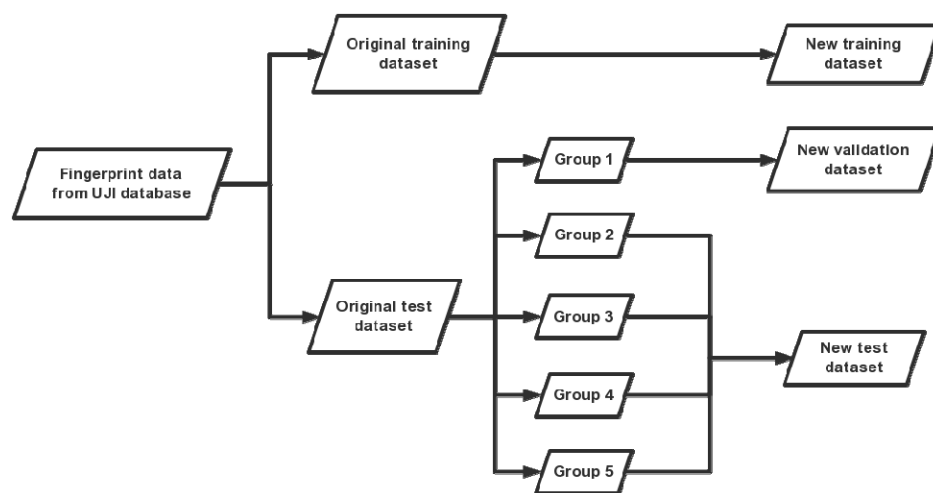 Original training
dataset
New training
dataset
Fingerprint data
from UJI database
Group 1
New validation
dataset
Group 2
Original test
dataset
Group 3
New test
dataset
Group 4
Group 5